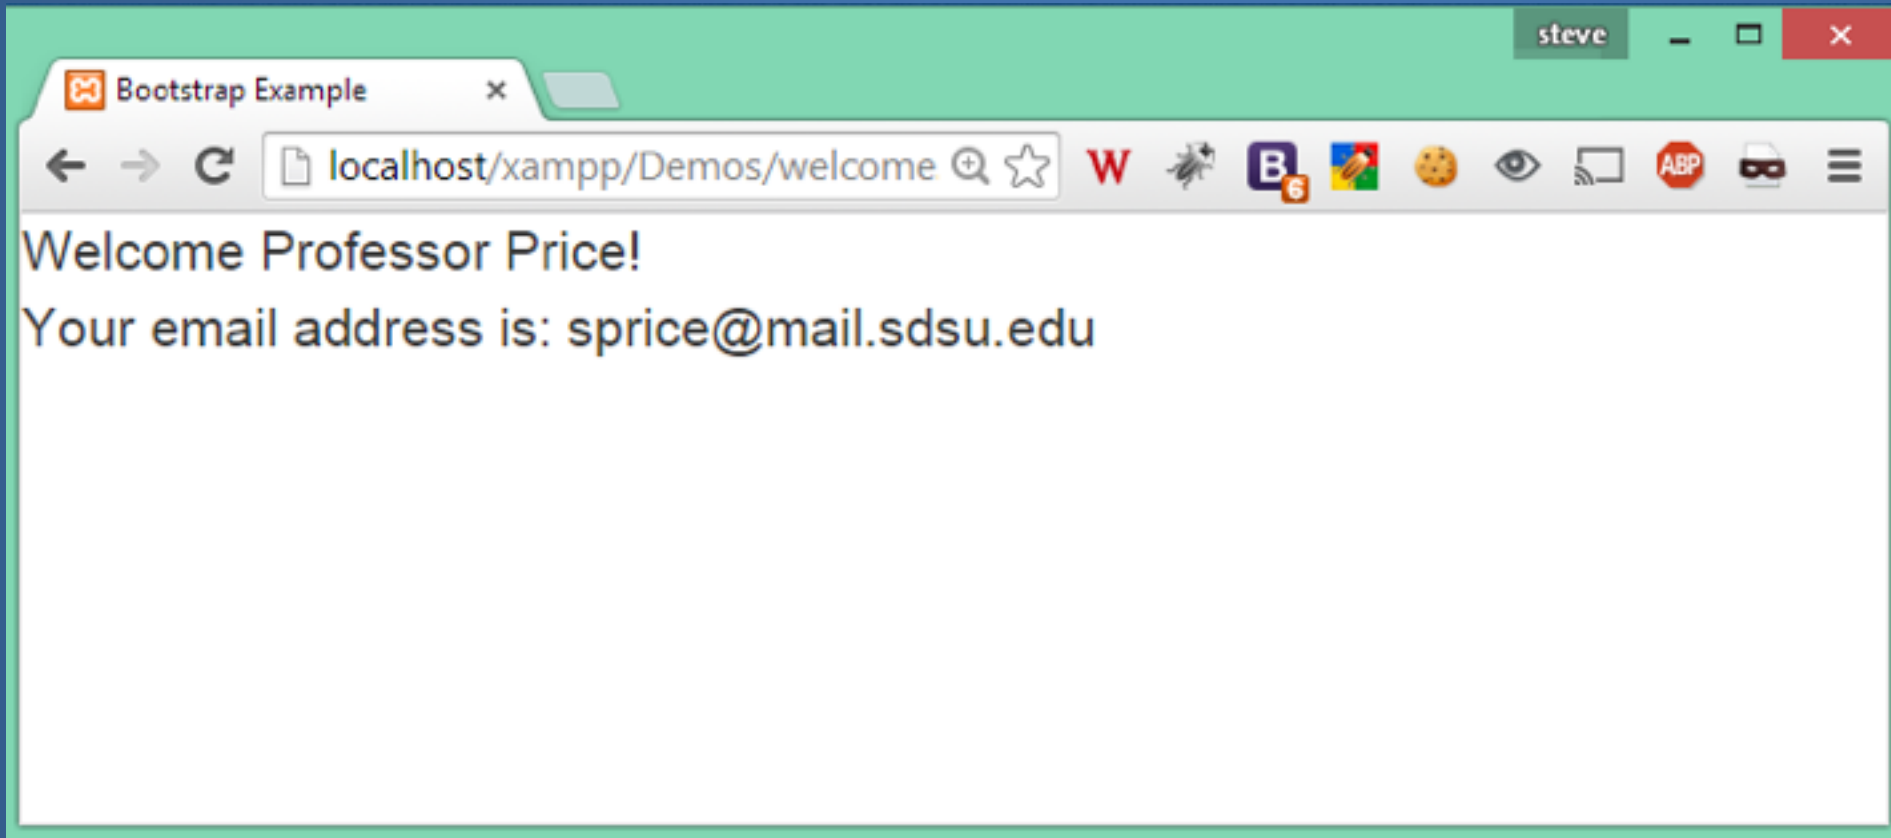 steve
Bootstrap Example
localhost/xampp/Demos/welcome
W
B
6
ABP
Welcome Professor Price!
Your email address is: sprice@mail.sdsu.edu